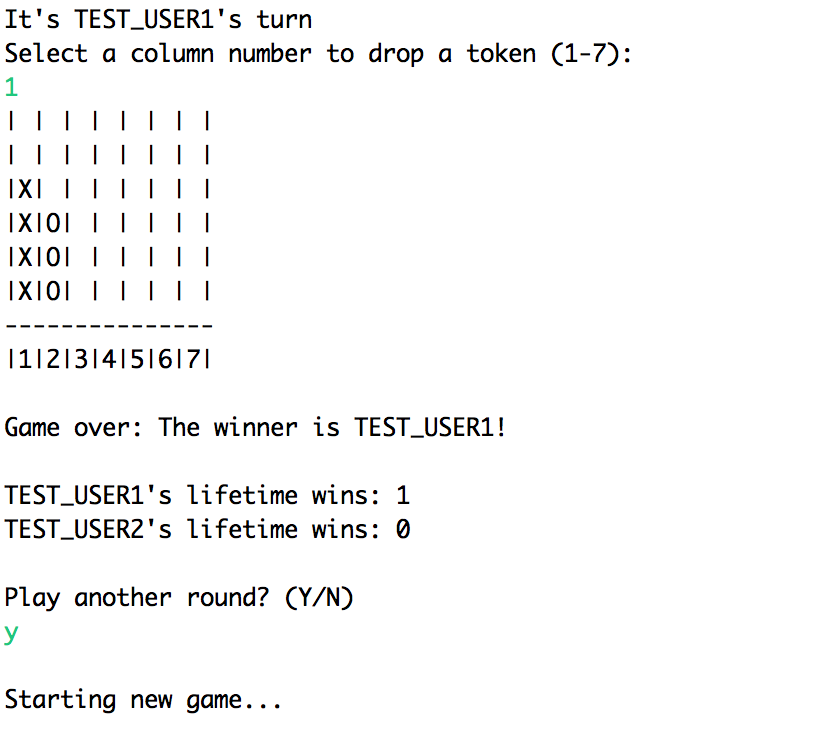 It's TEST_USER1's turn
Select a column number to drop a token (1-7):
1
| | | | | | | |
| | | | | | | |
|X| | | | | | |
|X|O| | | | | |
|X|O| | | | | |
|X|O| | | | | |
---------------
|1|2|3|4|5|6|7|
Game over: The winner is TEST_USER1!
TEST_USER1's lifetime wins: 1
TEST_USER2's lifetime wins: 0
Play another round? (Y/N)
y
Starting new game...